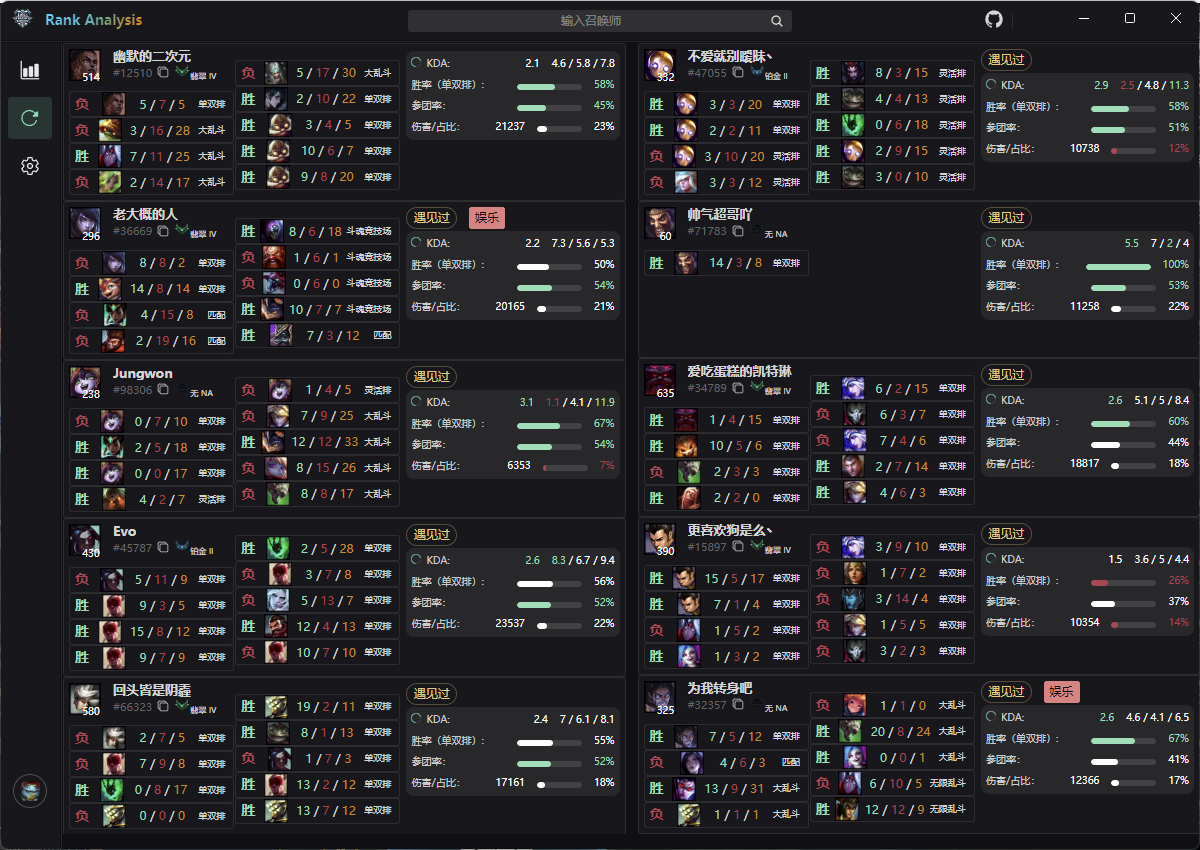 Rank Analysis
输入召唤师
514
幽默的二次元
#12510 翡翠 IV
负 5 / 7 / 5 单双排
负 3 / 16 / 28 大乱斗
胜 7 / 11 / 25 大乱斗
负 2 / 14 / 17 大乱斗
负 5 / 17 / 30 大乱斗
胜 2 / 10 / 22 单双排
胜 3 / 4 / 5 单双排
胜 10 / 6 / 7 单双排
胜 9 / 8 / 20 单双排
KDA: 2.1 4.6 / 5.8 / 7.8
胜率（单双排）: 58%
参团率: 45%
伤害/占比: 21237 23%
332
不爱就别暧昧丶
#47055 铂金 II
胜 3 / 3 / 20 单双排
胜 2 / 2 / 11 单双排
负 3 / 10 / 20 灵活排
负 3 / 3 / 12 灵活排
胜 8 / 3 / 15 灵活排
胜 4 / 4 / 13 灵活排
胜 0 / 6 / 18 灵活排
胜 2 / 9 / 15 灵活排
胜 3 / 0 / 10 灵活排
遇见过
KDA: 2.9 2.5 / 4.8 / 11.3
胜率（单双排）: 58%
参团率: 51%
伤害/占比: 10738 12%
296
老大概的人
#36669 翡翠 IV
负 8 / 8 / 2 单双排
胜 14 / 8 / 14 单双排
负 4 / 15 / 8 匹配
负 2 / 19 / 16 匹配
胜 8 / 6 / 18 斗魂竞技场
负 1 / 6 / 1 斗魂竞技场
负 0 / 6 / 0 斗魂竞技场
胜 10 / 7 / 7 斗魂竞技场
胜 7 / 3 / 12 匹配
遇见过 娱乐
KDA: 2.2 7.3 / 5.6 / 5.3
胜率（单双排）: 50%
参团率: 54%
伤害/占比: 20165 21%
60
帅气超哥吖
#71783 无 NA
胜 14 / 3 / 8 单双排
遇见过
KDA: 5.5 7 / 2 / 4
胜率（单双排）: 100%
参团率: 53%
伤害/占比: 11258 22%
238
Jungwon
#98306 无 NA
负 0 / 7 / 10 单双排
胜 2 / 5 / 18 单双排
胜 0 / 0 / 17 单双排
胜 4 / 2 / 7 灵活排
负 1 / 4 / 5 灵活排
负 7 / 9 / 25 大乱斗
胜 12 / 12 / 33 大乱斗
负 8 / 15 / 26 大乱斗
负 8 / 8 / 17 大乱斗
遇见过
KDA: 3.1 1.1 / 4.1 / 11.9
胜率（单双排）: 67%
参团率: 54%
伤害/占比: 6353 7%
635
爱吃蛋糕的凯特琳
#34789 翡翠 IV
胜 1 / 4 / 15 单双排
胜 10 / 5 / 6 单双排
负 2 / 3 / 3 单双排
胜 2 / 2 / 0 单双排
胜 6 / 2 / 15 单双排
负 6 / 3 / 7 单双排
负 7 / 4 / 6 单双排
胜 2 / 7 / 14 单双排
胜 4 / 6 / 3 单双排
遇见过
KDA: 2.6 5.1 / 5 / 8.4
胜率（单双排）: 60%
参团率: 44%
伤害/占比: 18817 18%
430
Evo
#45787 铂金 II
负 5 / 11 / 9 单双排
胜 9 / 3 / 5 单双排
胜 15 / 8 / 12 单双排
胜 9 / 7 / 9 单双排
胜 2 / 5 / 28 单双排
负 3 / 7 / 8 单双排
负 5 / 13 / 7 单双排
胜 12 / 4 / 13 单双排
负 10 / 7 / 10 单双排
遇见过
KDA: 2.6 8.3 / 6.7 / 9.4
胜率（单双排）: 56%
参团率: 52%
伤害/占比: 23537 22%
390
更喜欢狗是么丶
#15897 翡翠 IV
胜 15 / 5 / 17 单双排
胜 7 / 1 / 4 单双排
负 1 / 5 / 2 单双排
胜 1 / 3 / 2 单双排
负 3 / 9 / 10 单双排
负 1 / 7 / 2 单双排
负 3 / 14 / 4 单双排
负 1 / 5 / 5 单双排
负 3 / 2 / 3 单双排
遇见过
KDA: 1.5 3.6 / 5 / 4.4
胜率（单双排）: 26%
参团率: 37%
伤害/占比: 10354 14%
580
回头皆是阴霾
#66323 翡翠 IV
负 2 / 7 / 5 单双排
负 7 / 9 / 8 单双排
胜 0 / 8 / 17 单双排
负 0 / 0 / 0 单双排
胜 19 / 2 / 11 单双排
胜 8 / 1 / 13 单双排
负 1 / 7 / 3 单双排
胜 13 / 2 / 12 单双排
胜 13 / 7 / 12 单双排
遇见过
KDA: 2.4 7 / 6.1 / 8.1
胜率（单双排）: 55%
参团率: 52%
伤害/占比: 17161 18%
325
为我转身吧
#32357 无 NA
胜 7 / 5 / 12 单双排
负 4 / 6 / 3 匹配
胜 13 / 9 / 31 大乱斗
负 1 / 1 / 1 大乱斗
负 1 / 1 / 0 大乱斗
胜 20 / 8 / 24 大乱斗
胜 0 / 0 / 1 大乱斗
负 6 / 10 / 5 无限乱斗
胜 12 / 12 / 9 无限乱斗
遇见过 娱乐
KDA: 2.6 4.6 / 4.1 / 6.5
胜率（单双排）: 67%
参团率: 41%
伤害/占比: 12366 17%